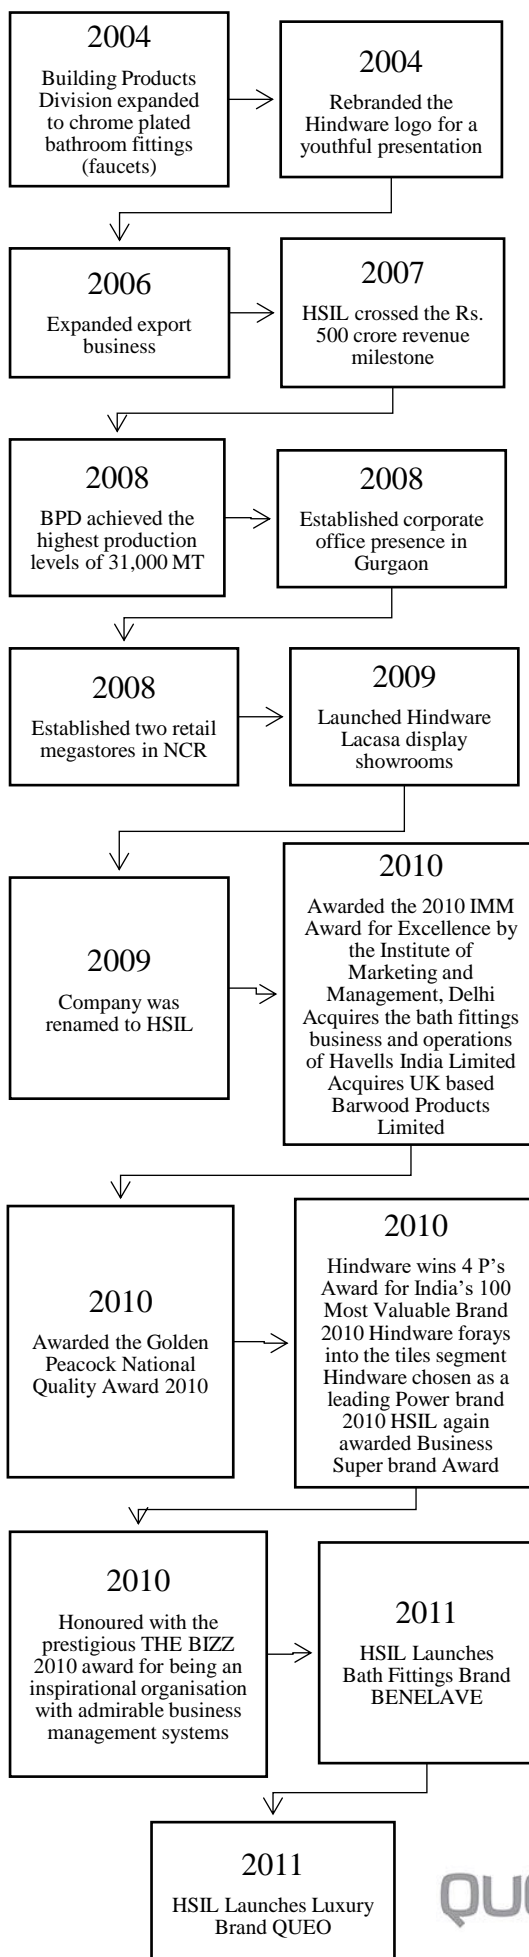 2004
Building Products
Division expanded
to chrome plated
bathroom fittings
(faucets)
2004
Rebranded the
Hindware logo for a
youthful presentation
2006
Expanded export
business
2007
HSIL crossed the Rs.
500 crore revenue
milestone
2008
BPD achieved the
highest production
levels of 31,000 MT
2008
Established corporate
office presence in
Gurgaon
2008
Established two retail
megastores in NCR
2009
Launched Hindware
Lacasa display
showrooms
2009
Company was
renamed to HSIL
2010
Awarded the 2010 IMM
Award for Excellence by
the Institute of
Marketing and
Management, Delhi
Acquires the bath fittings
business and operations
of Havells India Limited
Acquires UK based
Barwood Products
Limited
2010
Awarded the Golden
Peacock National
Quality Award 2010
2010
Hindware wins 4 P's
Award for India's 100
Most Valuable Brand
2010 Hindware forays
into the tiles segment
Hindware chosen as a
leading Power brand
2010 HSIL again
awarded Business
Super brand Award
2010
Honoured with the
prestigious THE BIZZ
2010 award for being an
inspirational organisation
with admirable business
management systems
2011
HSIL Launches
Bath Fittings Brand
BENELAVE
2011
HSIL Launches Luxury
Brand QUEO